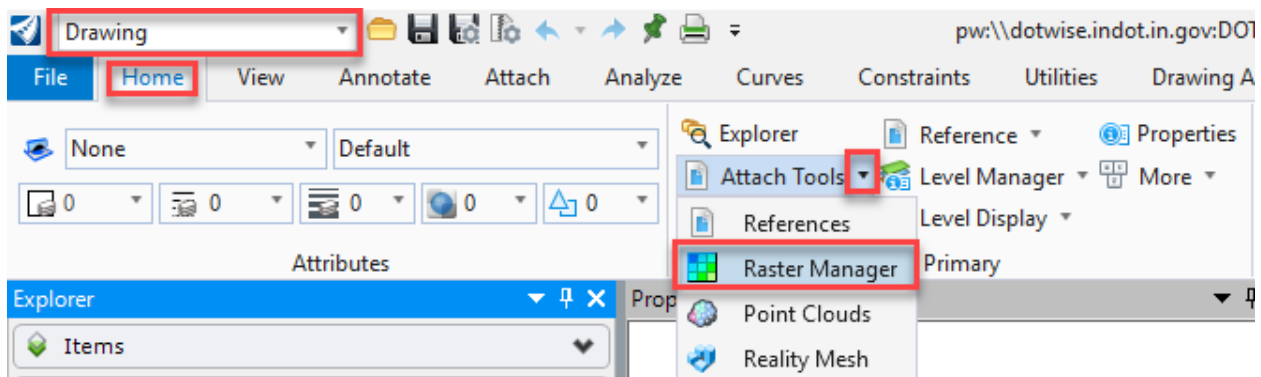 Drawing pw:\\dotwise.indot.in.gov:DOT
File Home View Annotate Attach Analyze Curves Constraints Utilities Drawing A
None Default Explorer Reference Properties
Attach Tools Level Manager More
0 0 0 0 0 References Level Display
Attributes Raster Manager Primary
Explorer Prop Point Clouds
Items Reality Mesh